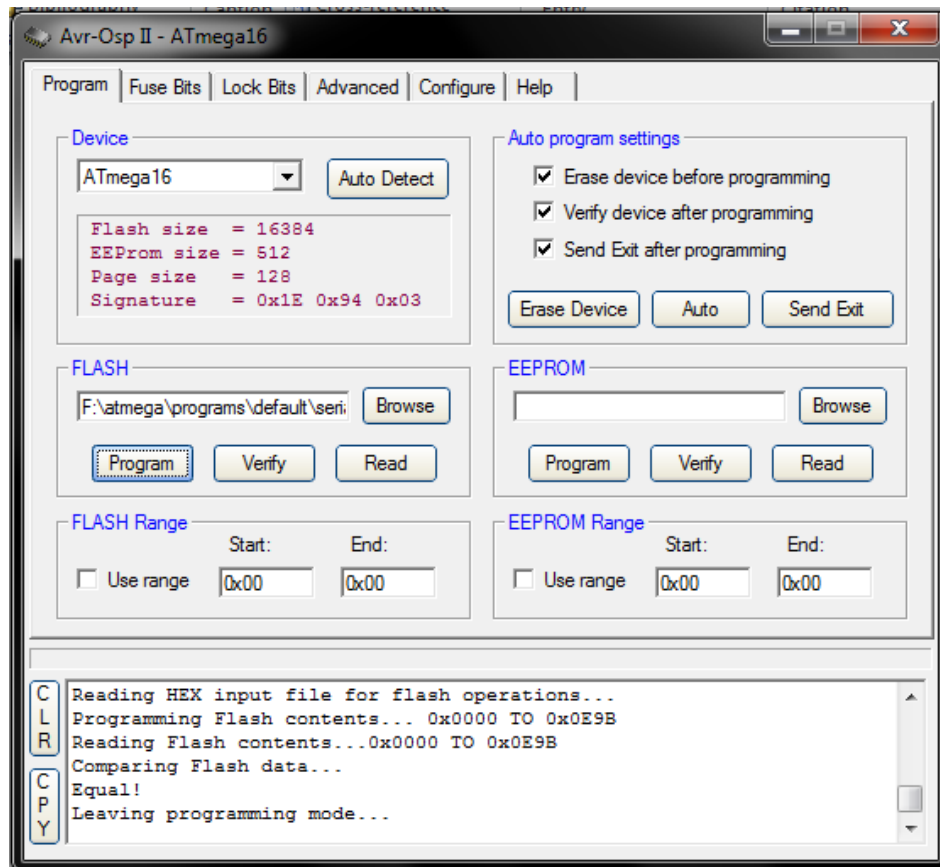 Avr-Osp II - ATmega16
Program Fuse Bits Lock Bits Advanced Configure Help
Device
ATmega16 Auto Detect
Flash size = 16384
EEProm size = 512
Page size = 128
Signature = 0x1E 0x94 0x03
Auto program settings
Erase device before programming
Verify device after programming
Send Exit after programming
Erase Device Auto Send Exit
FLASH
F:\atmega\programs\default\seri Browse
Program Verify Read
EEPROM
Browse
Program Verify Read
FLASH Range
Start: End:
Use range 0x00 0x00
EEPROM Range
Start: End:
Use range 0x00 0x00
CLR
CPY
Reading HEX input file for flash operations...
Programming Flash contents... 0x0000 TO 0x0E9B
Reading Flash contents...0x0000 TO 0x0E9B
Comparing Flash data...
Equal!
Leaving programming mode...